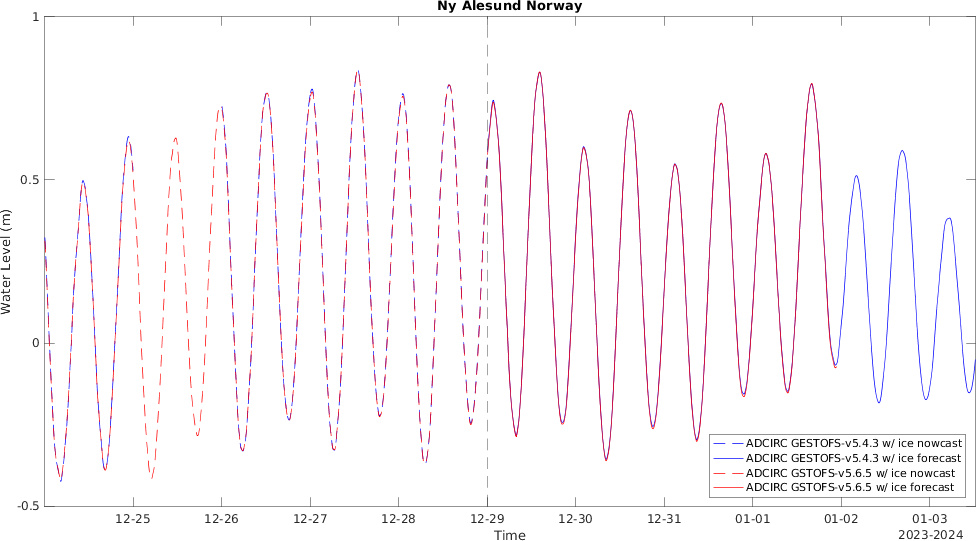 Ny Alesund Norway
1
0.5
0
-0.5
Water Level (m)
12-25 12-26 12-27 12-28 12-29 12-30 12-31 01-01 01-02 01-03
Time
2023-2024
ADCIRC GESTOFS-v5.4.3 w/ ice nowcast
ADCIRC GESTOFS-v5.4.3 w/ ice forecast
ADCIRC GSTOFS-v5.6.5 w/ ice nowcast
ADCIRC GSTOFS-v5.6.5 w/ ice forecast